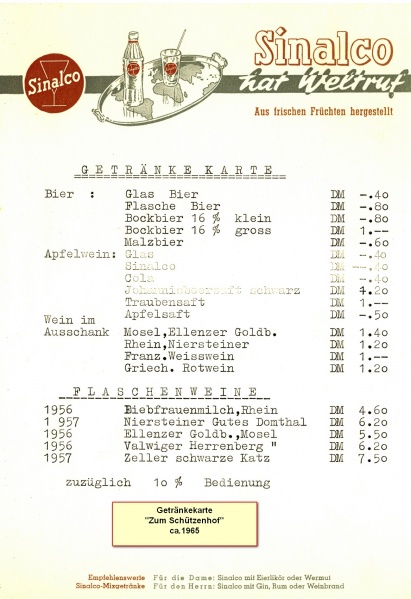 Sinalco
Sinalco
hat Weltruf
Aus frischen Früchten hergestellt
GETRÄNKE KARTE
Bier : Glas Bier DM -.40
Flasche Bier DM -.80
Bockbier 16 % klein DM -.80
Bockbier 16 % gross DM 1.--
Malzbier DM -.60
Apfelwein: Glas DM -.40
Sinalco DM -.40
Cola DM -.40
Johannisbeersaft schwarz DM 1.20
Traubensaft DM 1.--
Apfelsaft DM -.50
Wein im
Ausschank Mosel,Ellenzer Goldb. DM 1.40
Rhein,Niersteiner DM 1.20
Franz.Weisswein DM 1.--
Griech. Rotwein DM 1.20
FLASCHENWEINE
1956 Liebfrauenmilch,Rhein DM 4.60
1 957 Niersteiner Gutes Domthal DM 6.20
1956 Ellenzer Goldb.,Mosel DM 5.50
1956 Valwiger Herrenberg " DM 6.20
1957 Zeller schwarze Katz DM 7.50
zuzüglich 1o % Bedienung
Getränkekarte
"Zum Schützenhof"
ca.1965
Empfehlenswerte Für die Dame: Sinalco mit Eierlikör oder Wermut
Sinalco-Mixgetränke Für den Herrn: Sinalco mit Gin, Rum oder Weinbrand